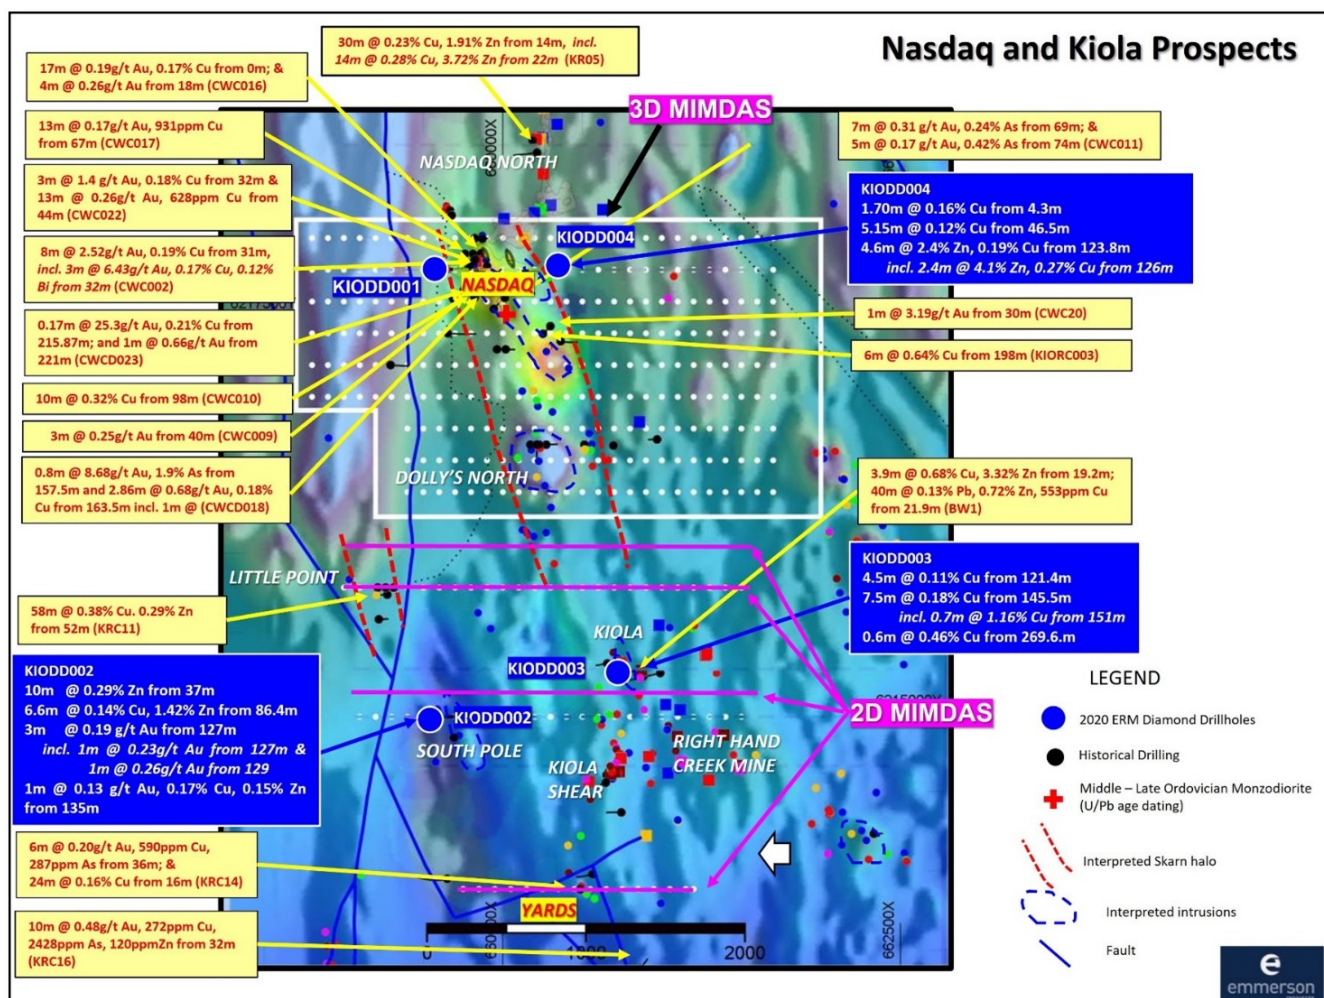 Nasdaq and Kiola Prospects
30m @ 0.23% Cu, 1.91% Zn from 14m, incl.
14m @ 0.28% Cu, 3.72% Zn from 22m (KR05)
17m @ 0.19g/t Au, 0.17% Cu from 0m; &
4m @ 0.26g/t Au from 18m (CWC016)
13m @ 0.17g/t Au, 931ppm Cu
from 67m (CWC017)
3m @ 1.4 g/t Au, 0.18% Cu from 32m &
13m @ 0.26g/t Au, 628ppm Cu from
44m (CWC022)
8m @ 2.52g/t Au, 0.19% Cu from 31m,
incl. 3m @ 6.43g/t Au, 0.17% Cu, 0.12%
Bi from 32m (CWC002)
0.17m @ 25.3g/t Au, 0.21% Cu from
215.87m; and 1m @ 0.66g/t Au from
221m (CWCD023)
10m @ 0.32% Cu from 98m (CWC010)
3m @ 0.25g/t Au from 40m (CWC009)
0.8m @ 8.68g/t Au, 1.9% As from
157.5m and 2.86m @ 0.68g/t Au, 0.18%
Cu from 163.5m incl. 1m @ (CWCD018)
58m @ 0.38% Cu. 0.29% Zn
from 52m (KRC11)
KIODD002
10m @ 0.29% Zn from 37m
6.6m @ 0.14% Cu, 1.42% Zn from 86.4m
3m @ 0.19 g/t Au from 127m
incl. 1m @ 0.23g/t Au from 127m &
1m @ 0.26g/t Au from 129
1m @ 0.13 g/t Au, 0.17% Cu, 0.15% Zn
from 135m
6m @ 0.20g/t Au, 590ppm Cu,
287ppm As from 36m; &
24m @ 0.16% Cu from 16m (KRC14)
10m @ 0.48g/t Au, 272ppm Cu,
2428ppm As, 120ppmZn from 32m
(KRC16)
3D MIMDAS
NASDAQ NORTH
KIODD004
KIODD001
NASDAQ
DOLLY'S NORTH
LITTLE POINT
KIOLA
KIODD003
KIODD002
SOUTH POLE
KIOLA
SHEAR
RIGHT HAND
CREEK MINE
2D MIMDAS
YARDS
6215000X
662500X
0
1000
2000
7m @ 0.31 g/t Au, 0.24% As from 69m; &
5m @ 0.17 g/t Au, 0.42% As from 74m (CWC011)
KIODD004
1.70m @ 0.16% Cu from 4.3m
5.15m @ 0.12% Cu from 46.5m
4.6m @ 2.4% Zn, 0.19% Cu from 123.8m
incl. 2.4m @ 4.1% Zn, 0.27% Cu from 126m
1m @ 3.19g/t Au from 30m (CWC20)
6m @ 0.64% Cu from 198m (KIORC003)
3.9m @ 0.68% Cu, 3.32% Zn from 19.2m;
40m @ 0.13% Pb, 0.72% Zn, 553ppm Cu
from 21.9m (BW1)
KIODD003
4.5m @ 0.11% Cu from 121.4m
7.5m @ 0.18% Cu from 145.5m
incl. 0.7m @ 1.16% Cu from 151m
0.6m @ 0.46% Cu from 269.6.m
LEGEND
2020 ERM Diamond Drillholes
Historical Drilling
Middle – Late Ordovician Monzodiorite
(U/Pb age dating)
Interpreted Skarn halo
Interpreted intrusions
Fault
e
emmerson